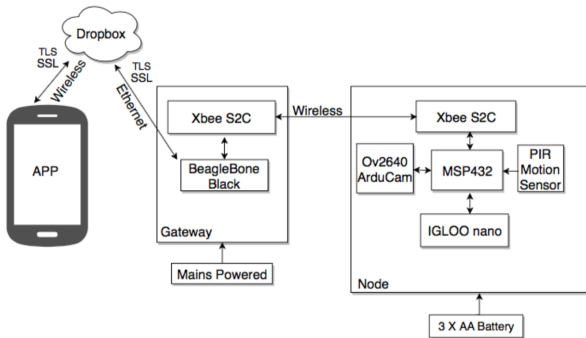 Dropbox
TLS
SSL
Wireless
TLS
SSL
Ethernet
APP
Xbee S2C
BeagleBone
Black
Gateway
Mains Powered
Wireless
Xbee S2C
Ov2640
ArduCam
MSP432
PIR
Motion
Sensor
IGLOO nano
Node
3 X AA Battery